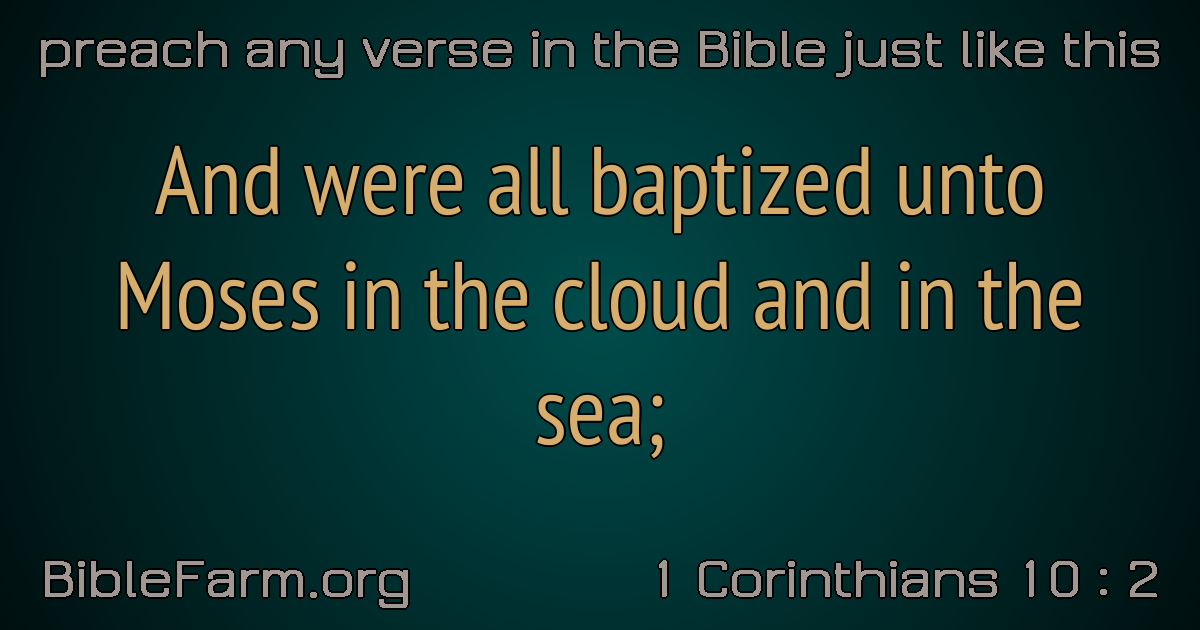 preach any verse in the Bible just like this
And were all baptized unto
Moses in the cloud and in the
sea;
BibleFarm.org
1 Corinthians 10 : 2